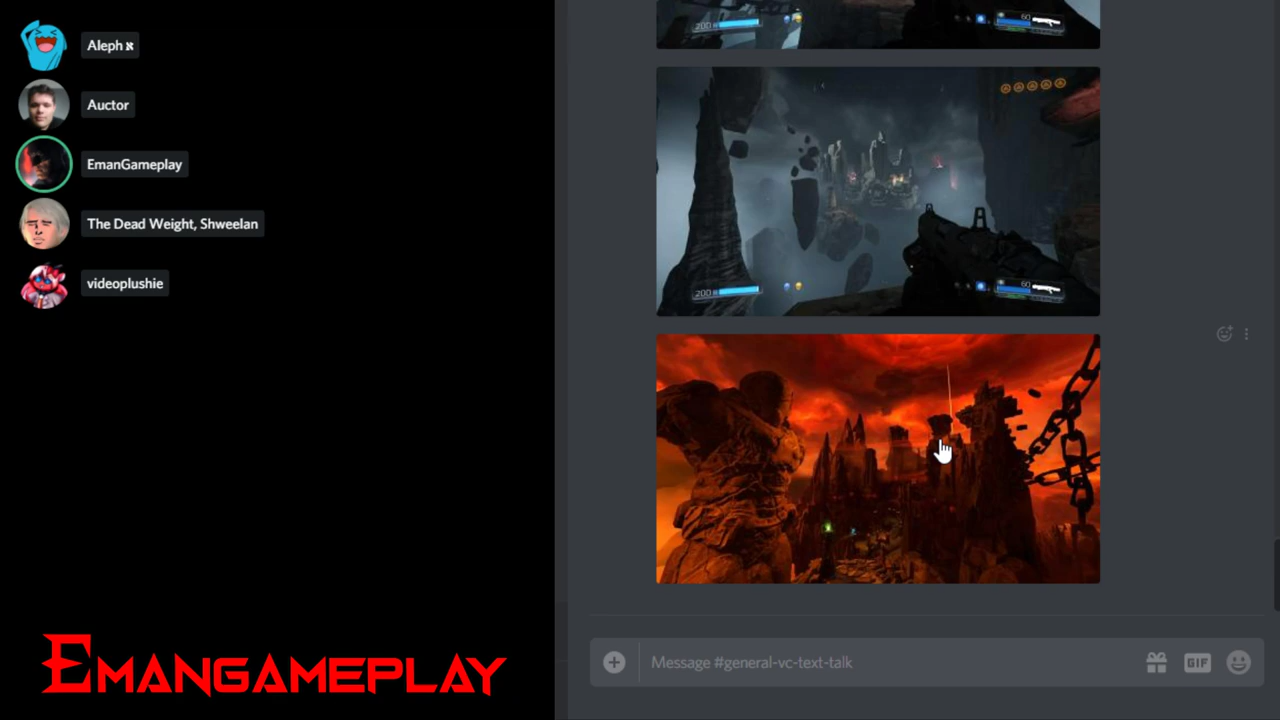 Aleph א
Auctor
EmanGameplay
The Dead Weight, Shweelan
videoplushie
EMANGAMEPLAY
200
60
200
60
Message #general-vc-text-talk
GIF